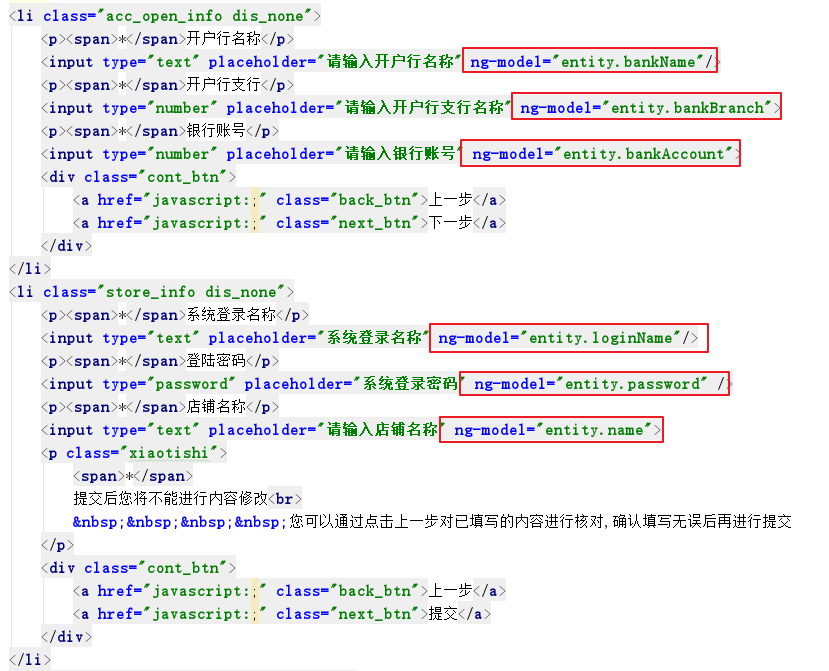 <li class="acc_open_info dis_none">
<p><span>*</span>开户行名称</p>
<input type="text" placeholder="请输入开户行名称" ng-model="entity.bankName"/>
<p><span>*</span>开户行支行</p>
<input type="number" placeholder="请输入开户行支行名称" ng-model="entity.bankBranch">
<p><span>*</span>银行账号</p>
<input type="number" placeholder="请输入银行账号" ng-model="entity.bankAccount">
<div class="cont_btn">
<a href="javascript:;" class="back_btn">上一步</a>
<a href="javascript:;" class="next_btn">下一步</a>
</div>
</li>
<li class="store_info dis_none">
<p><span>*</span>系统登录名称</p>
<input type="text" placeholder="系统登录名称" ng-model="entity.loginName"/>
<p><span>*</span>登陆密码</p>
<input type="password" placeholder="系统登录密码" ng-model="entity.password" />
<p><span>*</span>店铺名称</p>
<input type="text" placeholder="请输入店铺名称" ng-model="entity.name">
<p class="xiaotishi">
<span>*</span>
提交后您将不能进行内容修改<br>
&nbsp;&nbsp;&nbsp;&nbsp;您可以通过点击上一步对已填写的内容进行核对,确认填写无误后再进行提交
</p>
<div class="cont_btn">
<a href="javascript:;" class="back_btn">上一步</a>
<a href="javascript:;" class="next_btn">提交</a>
</div>
</li>